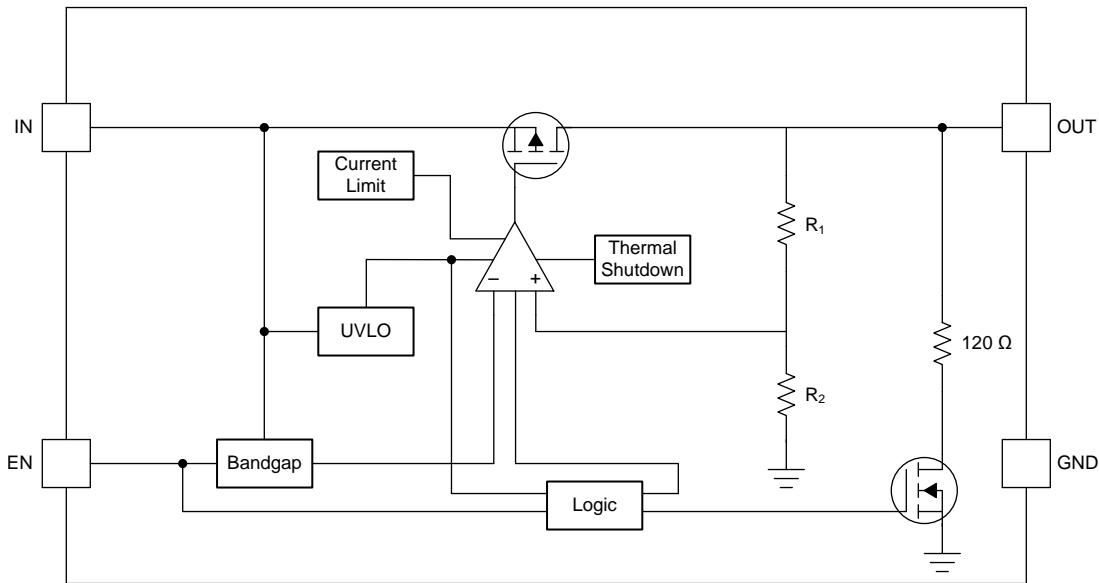 IN
OUT
Current
Limit
R₁
Thermal
Shutdown
–
+
UVLO
120 Ω
R₂
EN
Bandgap
GND
Logic